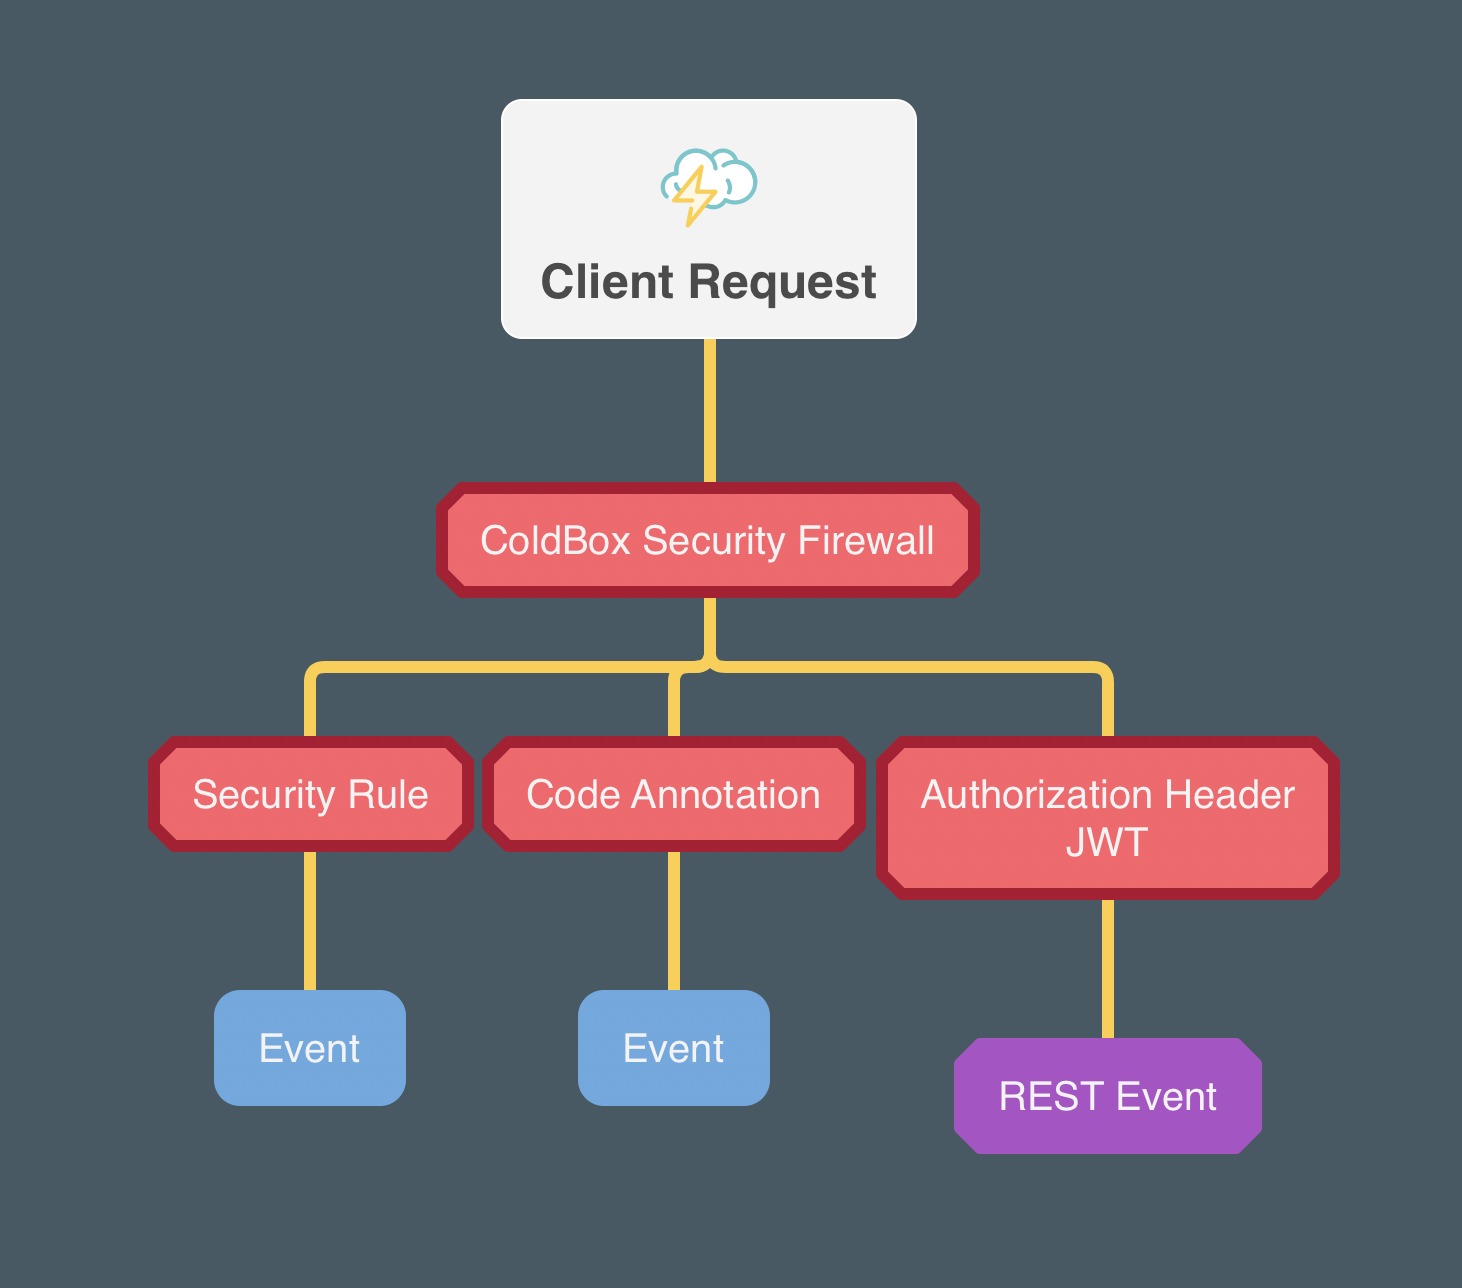 Client Request
ColdBox Security Firewall
Security Rule
Code Annotation
Authorization Header
JWT
Event
Event
REST Event